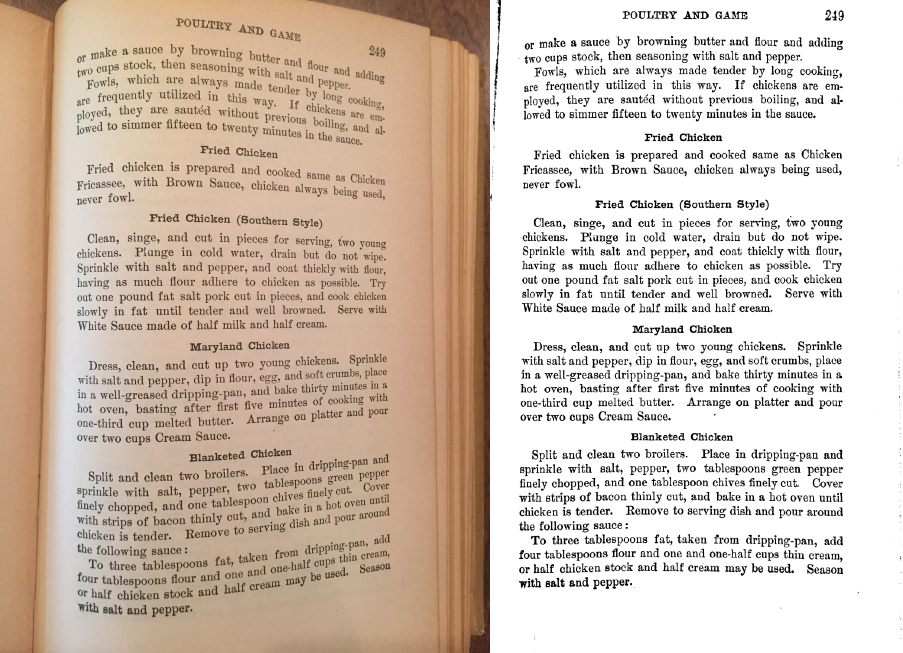 POULTRY AND GAME 249
or make a sauce by browning butter and flour and adding
two cups stock, then seasoning with salt and pepper.
Fowls, which are always made tender by long cooking,
are frequently utilized in this way. If chickens are em-
ployed, they are sautéd without previous boiling, and al-
lowed to simmer fifteen to twenty minutes in the sauce.
Fried Chicken
Fried chicken is prepared and cooked same as Chicken
Fricassee, with Brown Sauce, chicken always being used,
never fowl.
Fried Chicken (Southern Style)
Clean, singe, and cut in pieces for serving, two young
chickens. Plunge in cold water, drain but do not wipe.
Sprinkle with salt and pepper, and coat thickly with flour,
having as much flour adhere to chicken as possible. Try
out one pound fat salt pork cut in pieces, and cook chicken
slowly in fat until tender and well browned. Serve with
White Sauce made of half milk and half cream.
Maryland Chicken
Dress, clean, and cut up two young chickens. Sprinkle
with salt and pepper, dip in flour, egg, and soft crumbs, place
in a well-greased dripping-pan, and bake thirty minutes in a
hot oven, basting after first five minutes of cooking with
one-third cup melted butter. Arrange on platter and pour
over two cups Cream Sauce.
Blanketed Chicken
Split and clean two broilers. Place in dripping-pan and
sprinkle with salt, pepper, two tablespoons green pepper
finely chopped, and one tablespoon chives finely cut. Cover
with strips of bacon thinly cut, and bake in a hot oven until
chicken is tender. Remove to serving dish and pour around
the following sauce:
To three tablespoons fat, taken from dripping-pan, add
four tablespoons flour and one and one-half cups thin cream,
or half chicken stock and half cream may be used. Season
with salt and pepper.
POULTRY AND GAME 249
or make a sauce by browning butter and flour and adding
two cups stock, then seasoning with salt and pepper.
Fowls, which are always made tender by long cooking,
are frequently utilized in this way. If chickens are em-
ployed, they are sautéd without previous boiling, and al-
lowed to simmer fifteen to twenty minutes in the sauce.
Fried Chicken
Fried chicken is prepared and cooked same as Chicken
Fricassee, with Brown Sauce, chicken always being used,
never fowl.
Fried Chicken (Southern Style)
Clean, singe, and cut in pieces for serving, two young
chickens. Plunge in cold water, drain but do not wipe.
Sprinkle with salt and pepper, and coat thickly with flour,
having as much flour adhere to chicken as possible. Try
out one pound fat salt pork cut in pieces, and cook chicken
slowly in fat until tender and well browned. Serve with
White Sauce made of half milk and half cream.
Maryland Chicken
Dress, clean, and cut up two young chickens. Sprinkle
with salt and pepper, dip in flour, egg, and soft crumbs, place
in a well-greased dripping-pan, and bake thirty minutes in a
hot oven, basting after first five minutes of cooking with
one-third cup melted butter. Arrange on platter and pour
over two cups Cream Sauce.
Blanketed Chicken
Split and clean two broilers. Place in dripping-pan and
sprinkle with salt, pepper, two tablespoons green pepper
finely chopped, and one tablespoon chives finely cut. Cover
with strips of bacon thinly cut, and bake in a hot oven until
chicken is tender. Remove to serving dish and pour around
the following sauce:
To three tablespoons fat, taken from dripping-pan, add
four tablespoons flour and one and one-half cups thin cream,
or half chicken stock and half cream may be used. Season
with salt and pepper.